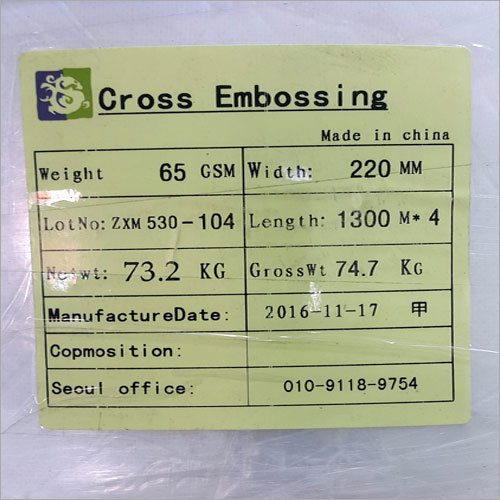 Cross Embossing
Made in china
Weight 65 GSM Width: 220 MM
LotNo: ZXM 530-104 Length: 1300 M* 4
Netwt: 73.2 KG GrossWt 74.7 KG
ManufactureDate: 2016-11-17 甲
Copmosition:
Seoul office: 010-9118-9754